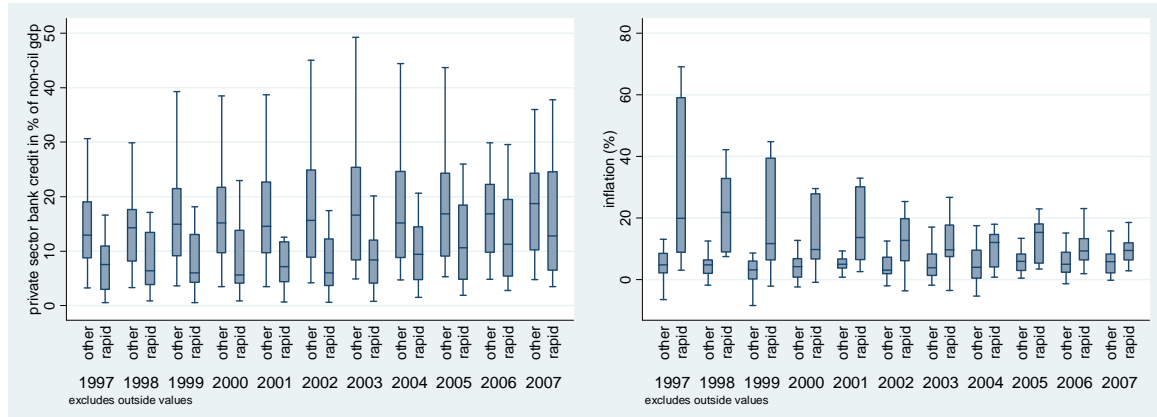 private sector bank credit in % of non-oil gdp
50
40
30
20
10
0
other rapid other rapid other rapid other rapid other rapid other rapid other rapid other rapid other rapid other rapid other rapid
1997 1998 1999 2000 2001 2002 2003 2004 2005 2006 2007
excludes outside values
inflation (%)
80
60
40
20
0
other rapid other rapid other rapid other rapid other rapid other rapid other rapid other rapid other rapid other rapid other rapid
1997 1998 1999 2000 2001 2002 2003 2004 2005 2006 2007
excludes outside values